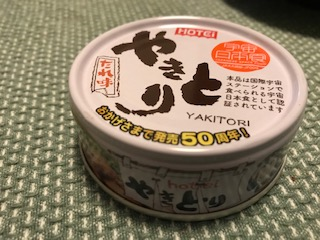 HOTEI
やきとり
たれ味
宇宙
日本食
本品は国際宇宙
ステーションで
食べられる宇宙
日本食として認
証されています
YAKITORI
おかげさまで発売50周年!
HOTEI
やきとり